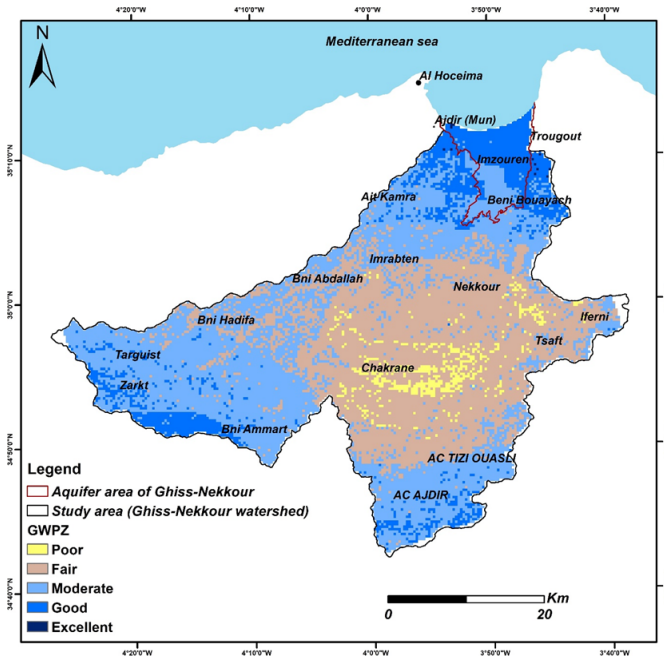 4°20'0"W 4°10'0"W 4°0'0"W 3°50'0"W 3°40'0"W
N
Mediterranean sea
Al Hoceima
Ajdir (Mun)
Trougout
35°10'0"N
Imzouren
Ait Kamra
Beni Bouayach
Imrabten
Bni Abdallah
Nekkour
35°0'0"N
Bni Hadifa
Iferni
Tsaft
Targuist
Chakrane
Zarkt
Bni Ammart
34°50'0"N
AC TIZI OUASLI
AC AJDIR
Legend
Aquifer area of Ghiss-Nekkour
Study area (Ghiss-Nekkour watershed)
GWPZ
Poor
Fair
Moderate
Good
Excellent
34°40'0"N
Km
0 20
4°20'0"W 4°10'0"W 4°0'0"W 3°50'0"W 3°40'0"W